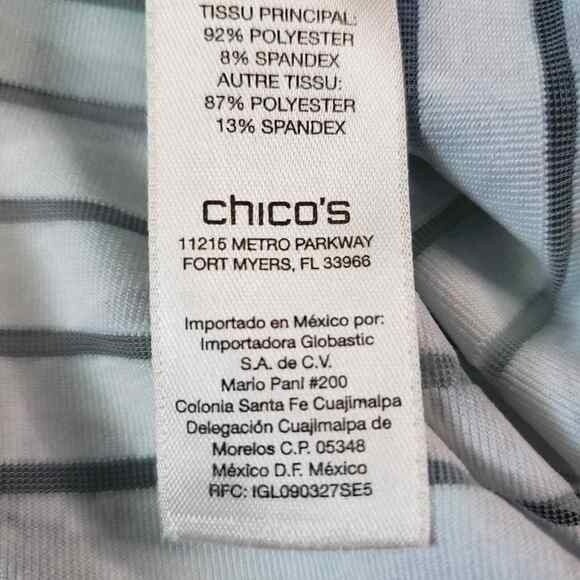 TISSU PRINCIPAL:
92% POLYESTER
8% SPANDEX
AUTRE TISSU:
87% POLYESTER
13% SPANDEX
chico's
11215 METRO PARKWAY
FORT MYERS, FL 33966
Importado en México por:
Importadora Globastic
S.A. de C.V.
Mario Pani #200
Colonia Santa Fe Cuajimalpa
Delegación Cuajimalpa de
Morelos C.P. 05348
México D.F. México
RFC: IGL090327SE5